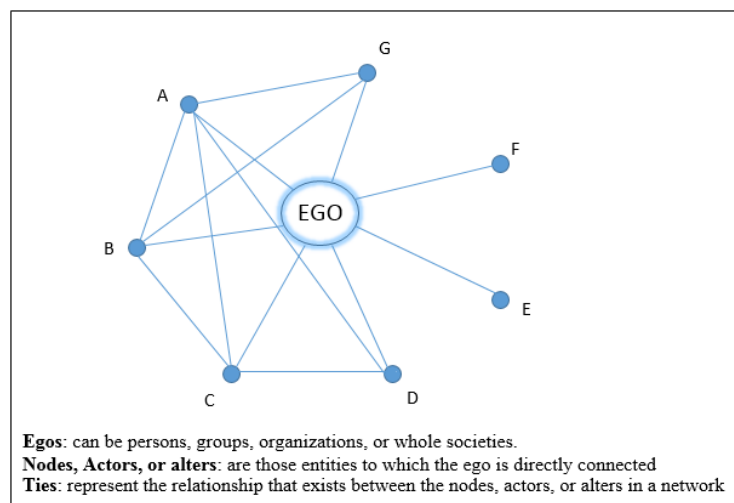 G
A
F
EGO
B
E
C
D
Egos: can be persons, groups, organizations, or whole societies.
Nodes, Actors, or alters: are those entities to which the ego is directly connected
Ties: represent the relationship that exists between the nodes, actors, or alters in a network